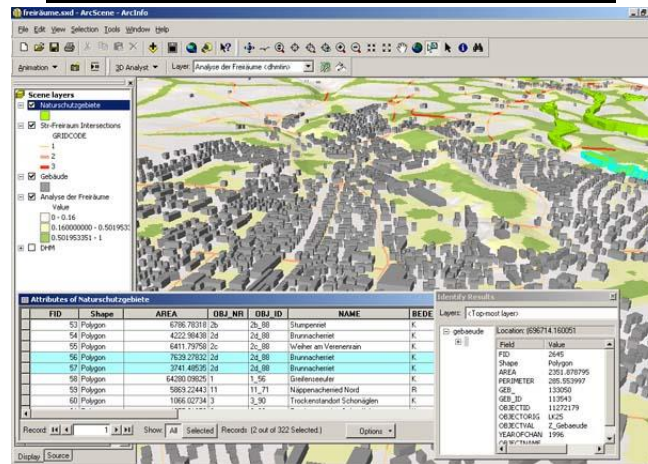 freiräume.sxd - ArcScene - ArcInfo
File Edit View Selection Tools Window Help
Animation 3D Analyst Layer: Analyse der Freiräume <dhmtin>
Scene layers
Naturschutzgebiete
Str-Freiraum Intersections
GRIDCODE
1
2
3
Gebäude
Analyse der Freiräume
Value
0 - 0.16
0.16000000 - 0.501953
0.501953351 - 1
DHM
Display Source
Attributes of Naturschutzgebiete
FID Shape AREA OBJ_NR OBJ_ID NAME BEDE
53 Polygon 6786.78318 2b 2b_88 Stumpenriet K
54 Polygon 4222.98438 2d 2d_88 Brunnacherriet K
55 Polygon 6411.79758 2c 2c_88 Weiher am Verenenrain K
56 Polygon 7639.27832 2d 2d_88 Brunnacherriet K
57 Polygon 3741.48535 2d 2d_88 Brunnacherriet K
58 Polygon 64280.09825 1 1_56 Greifenseeufer K
59 Polygon 5869.22443 11 11_71 Näppenacherried Nord R
60 Polygon 1066.02734 3 3_90 Trockenstandort Schonäglen K
Record: 1 Show: All Selected Records (2 out of 322 Selected.) Options
Identify Results
Layers: <Top-most layer>
gebaeude
Location: (696714.160051
Field Value
FID 2645
Shape Polygon
AREA 2351.878795
PERIMETER 285.553997
GEB_ 133050
GEB_ID 113543
OBJECTID 11272179
OBJECTORIG LK25
OBJECTVAL Z_Gebaeude
YEAROFCHAN 1996
OBJECTNAME